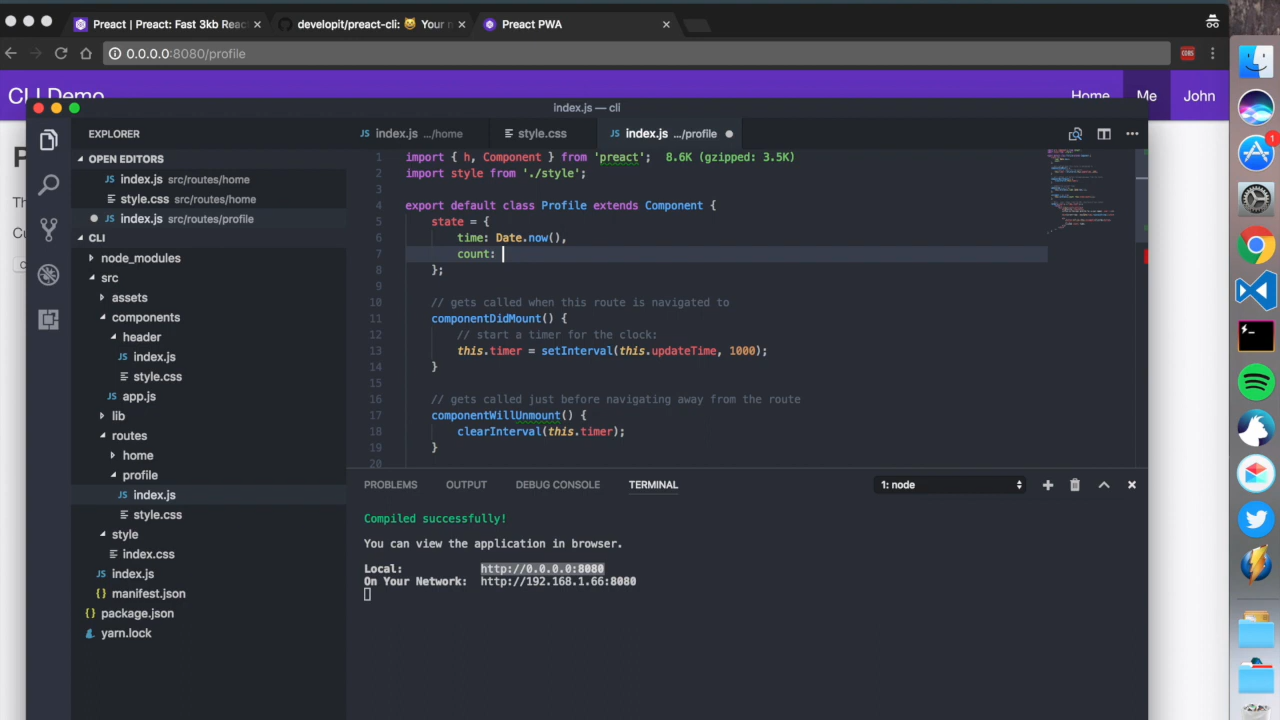 Preact | Preact: Fast 3kb Reac
developit/preact-cli: 😸 Your n
Preact PWA
0.0.0.0:8080/profile
CORS
CLI Demo
Home
Me
John
index.js — cli
EXPLORER
OPEN EDITORS
index.js src/routes/home
style.css src/routes/home
index.js src/routes/profile
CLI
node_modules
src
assets
components
header
index.js
style.css
app.js
lib
routes
home
profile
index.js
style.css
style
index.css
index.js
manifest.json
package.json
yarn.lock
index.js .../home
style.css
index.js .../profile
1 import { h, Component } from 'preact'; 8.6K (gzipped: 3.5K)
2 import style from './style';
3
4 export default class Profile extends Component {
5 state = {
6 time: Date.now(),
7 count:
8 };
9
10 // gets called when this route is navigated to
11 componentDidMount() {
12 // start a timer for the clock:
13 this.timer = setInterval(this.updateTime, 1000);
14 }
15
16 // gets called just before navigating away from the route
17 componentWillUnmount() {
18 clearInterval(this.timer);
19 }
20
PROBLEMS
OUTPUT
DEBUG CONSOLE
TERMINAL
1: node
Compiled successfully!
You can view the application in browser.
Local: http://0.0.0.0:8080
On Your Network: http://192.168.1.66:8080
1